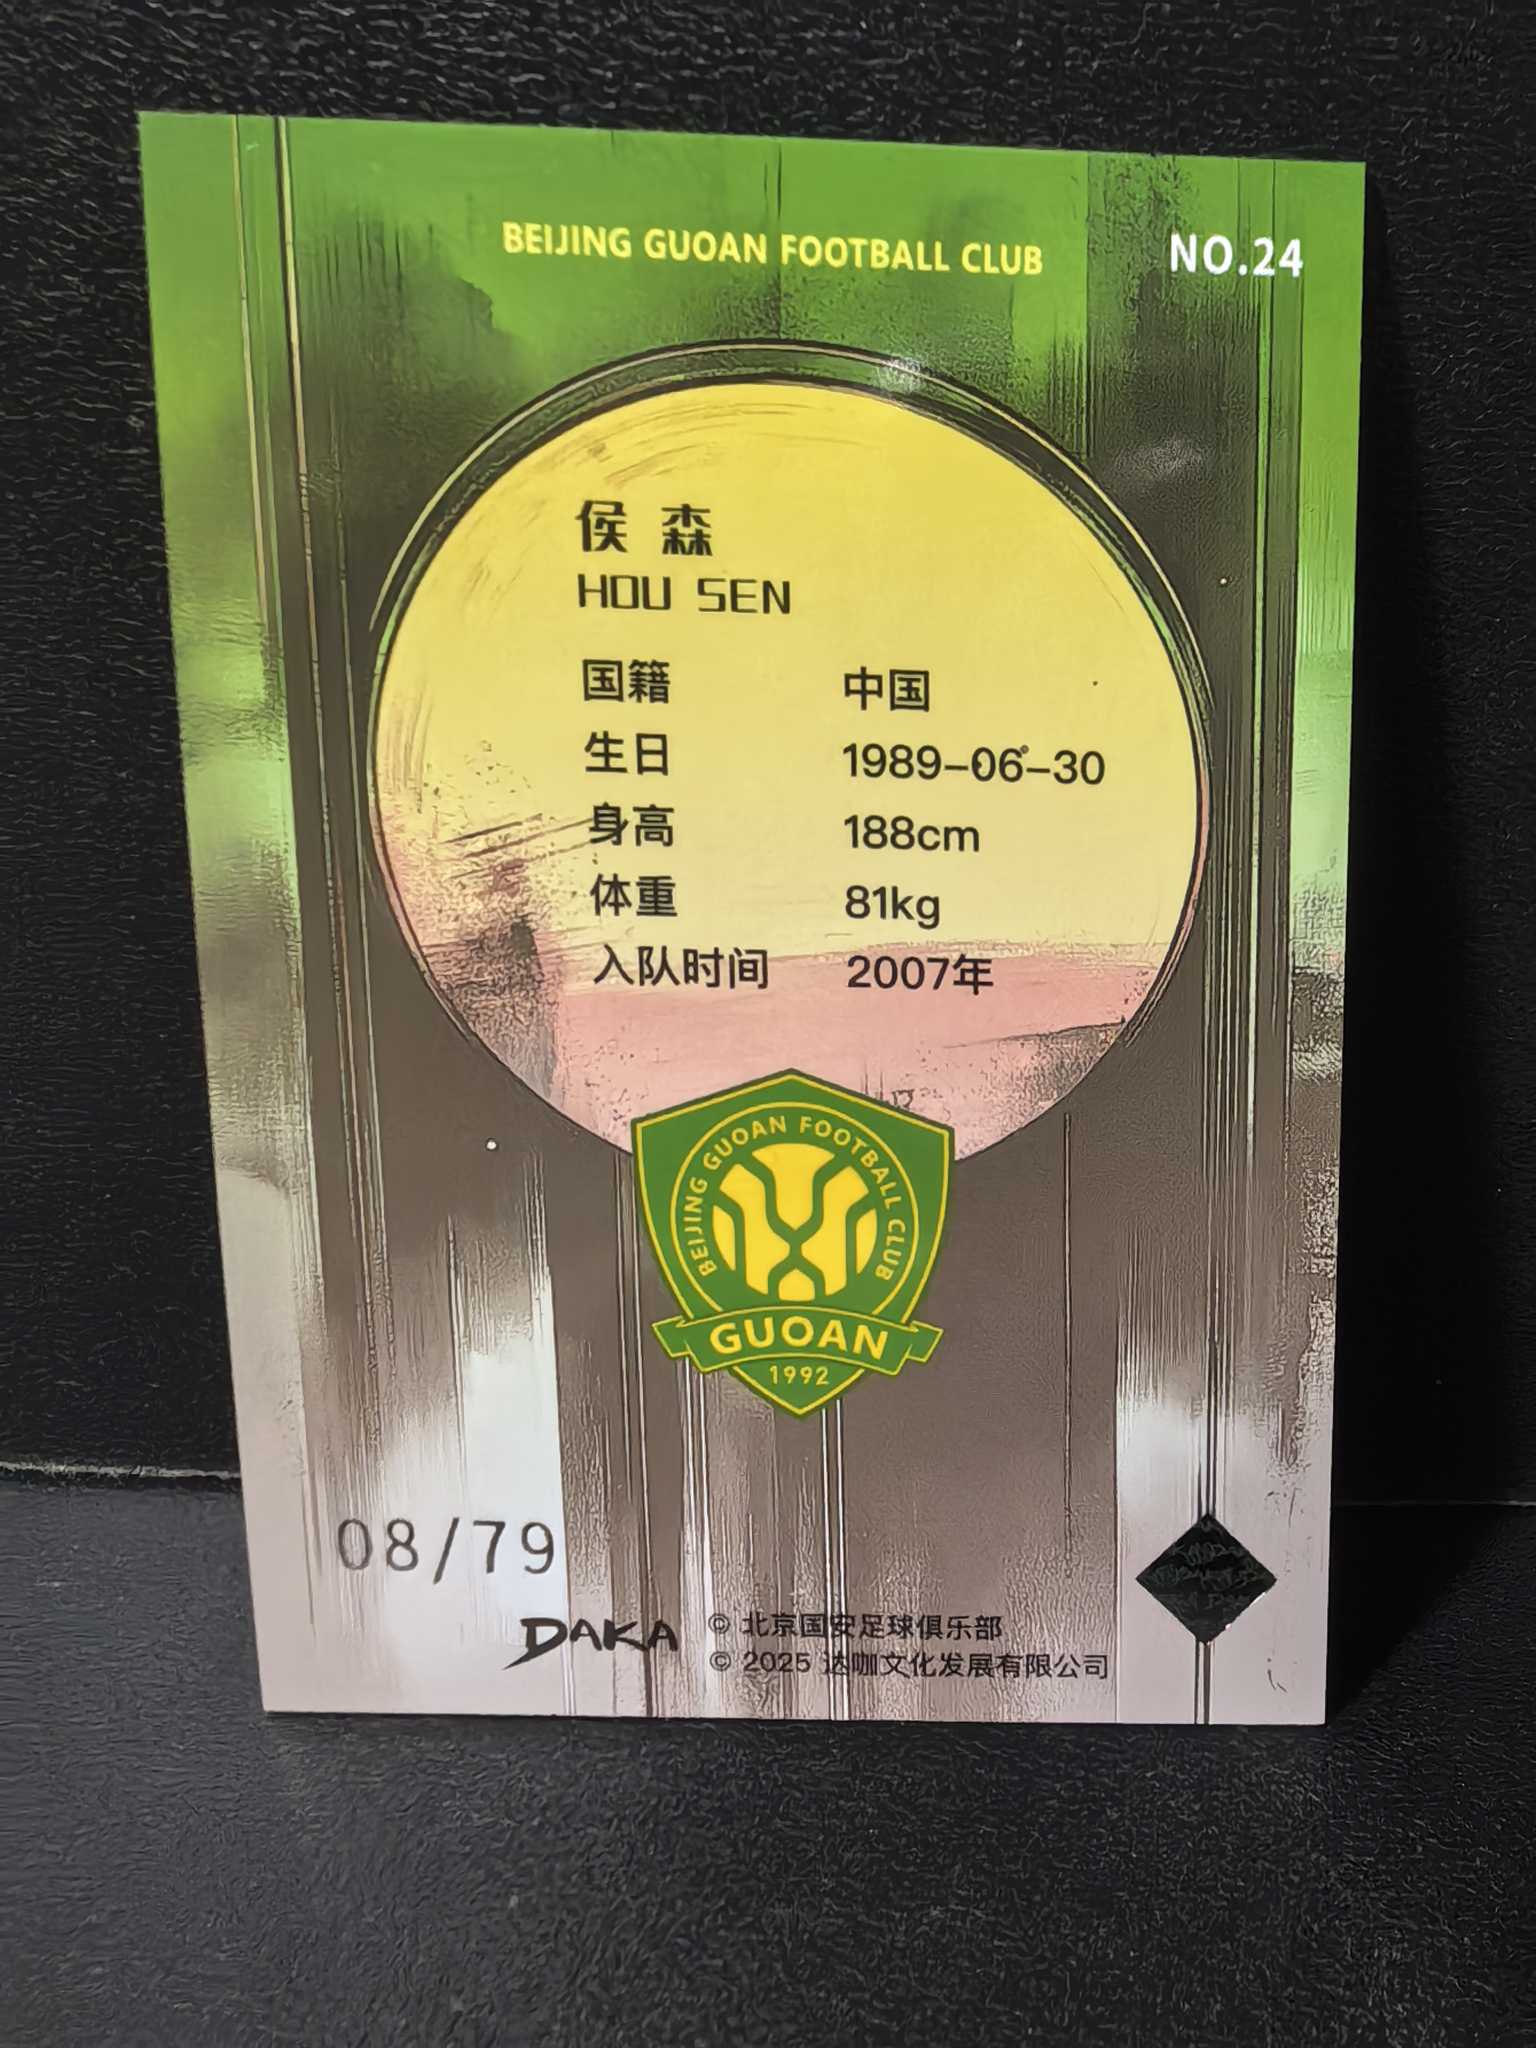 BEIJING GUOAN FOOTBALL CLUB
NO.24
侯 森
HOU SEN
国籍 中国
生日 1989-06-30
身高 188cm
体重 81kg
入队时间 2007年
BEIJING GUOAN FOOTBALL CLUB
GUOAN
1992
08/79
DAKA
© 北京国安足球俱乐部
© 2025 达咖文化发展有限公司